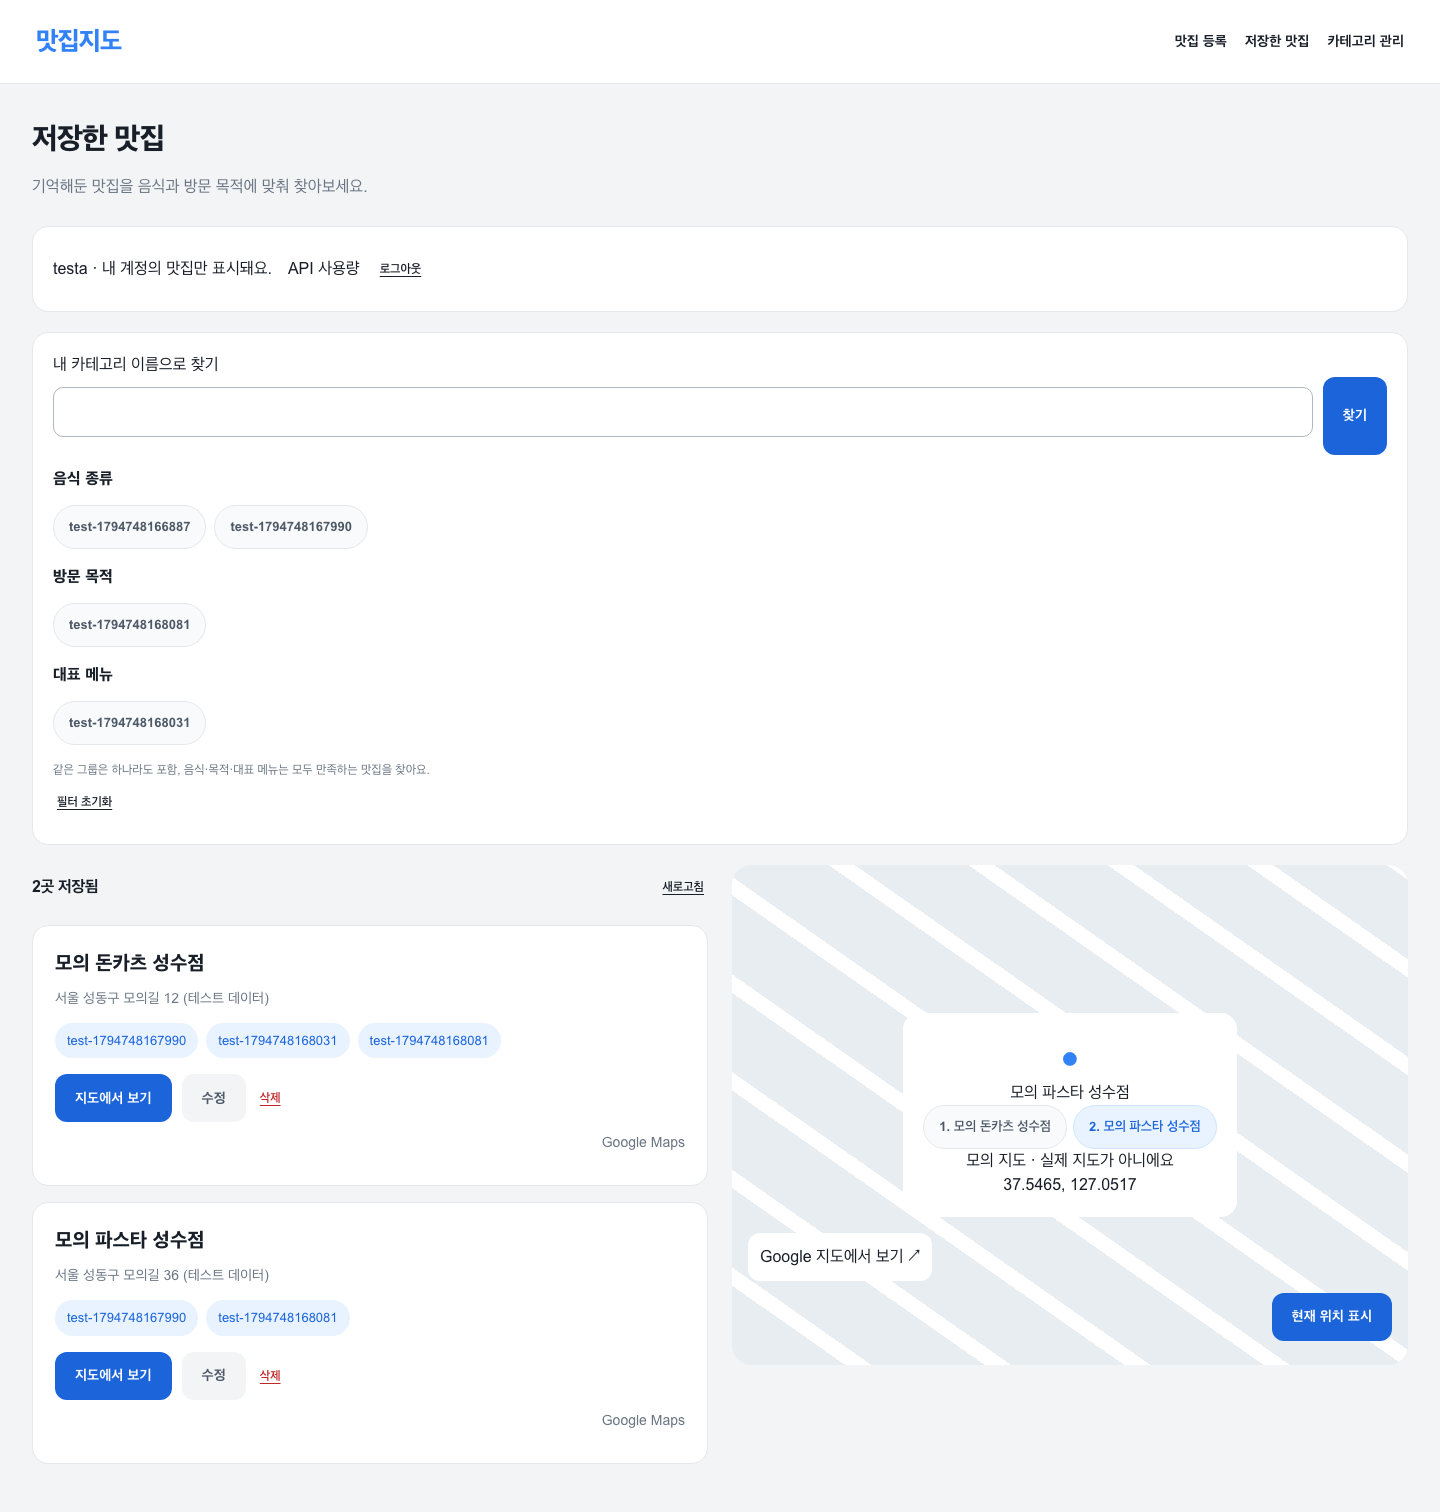 맛집지도
맛집 등록 저장한 맛집 카테고리 관리
저장한 맛집
기억해둔 맛집을 음식과 방문 목적에 맞춰 찾아보세요.
testa · 내 계정의 맛집만 표시돼요. API 사용량 로그아웃
내 카테고리 이름으로 찾기
찾기
음식 종류
test-1794748166887 test-1794748167990
방문 목적
test-1794748168081
대표 메뉴
test-1794748168031
같은 그룹은 하나라도 포함, 음식·목적·대표 메뉴는 모두 만족하는 맛집을 찾아요.
필터 초기화
2곳 저장됨 새로고침
모의 돈카츠 성수점
서울 성동구 모의길 12 (테스트 데이터)
test-1794748167990 test-1794748168031 test-1794748168081
지도에서 보기 수정 삭제
Google Maps
모의 파스타 성수점
서울 성동구 모의길 36 (테스트 데이터)
test-1794748167990 test-1794748168081
지도에서 보기 수정 삭제
Google Maps
모의 파스타 성수점
1. 모의 돈카츠 성수점 2. 모의 파스타 성수점
모의 지도 · 실제 지도가 아니에요
37.5465, 127.0517
Google 지도에서 보기 ↗
현재 위치 표시